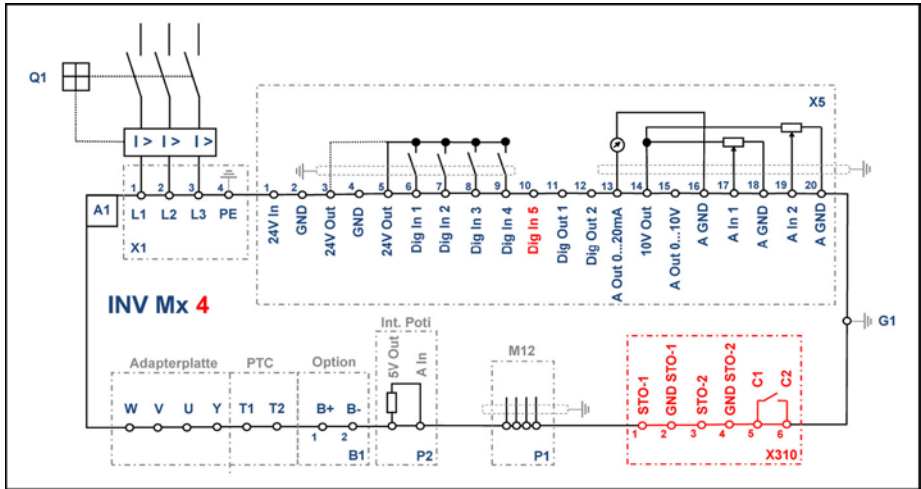 Q1
I > I > I >
X5
1 2 3 4
L1 L2 L3 PE
A1
X1
1 2 3 4 5 6 7 8 9 10 11 12 13 14 15 16 17 18 19 20
24V In
GND
24V Out
GND
24V Out
Dig In 1
Dig In 2
Dig In 3
Dig In 4
Dig In 5
Dig Out 1
Dig Out 2
A Out 0...20mA
10V Out
A Out 0...10V
A GND
A In 1
A GND
A In 2
A GND
INV Mx 4
G1
Adapterplatte
PTC
Option
Int. Poti
M12
W V U Y
T1 T2
B+ B-
1 2
B1
5V Out
A In
P2
P1
STO-1
GND STO-1
STO-2
GND STO-2
C1
C2
1 2 3 4 5 6
X310